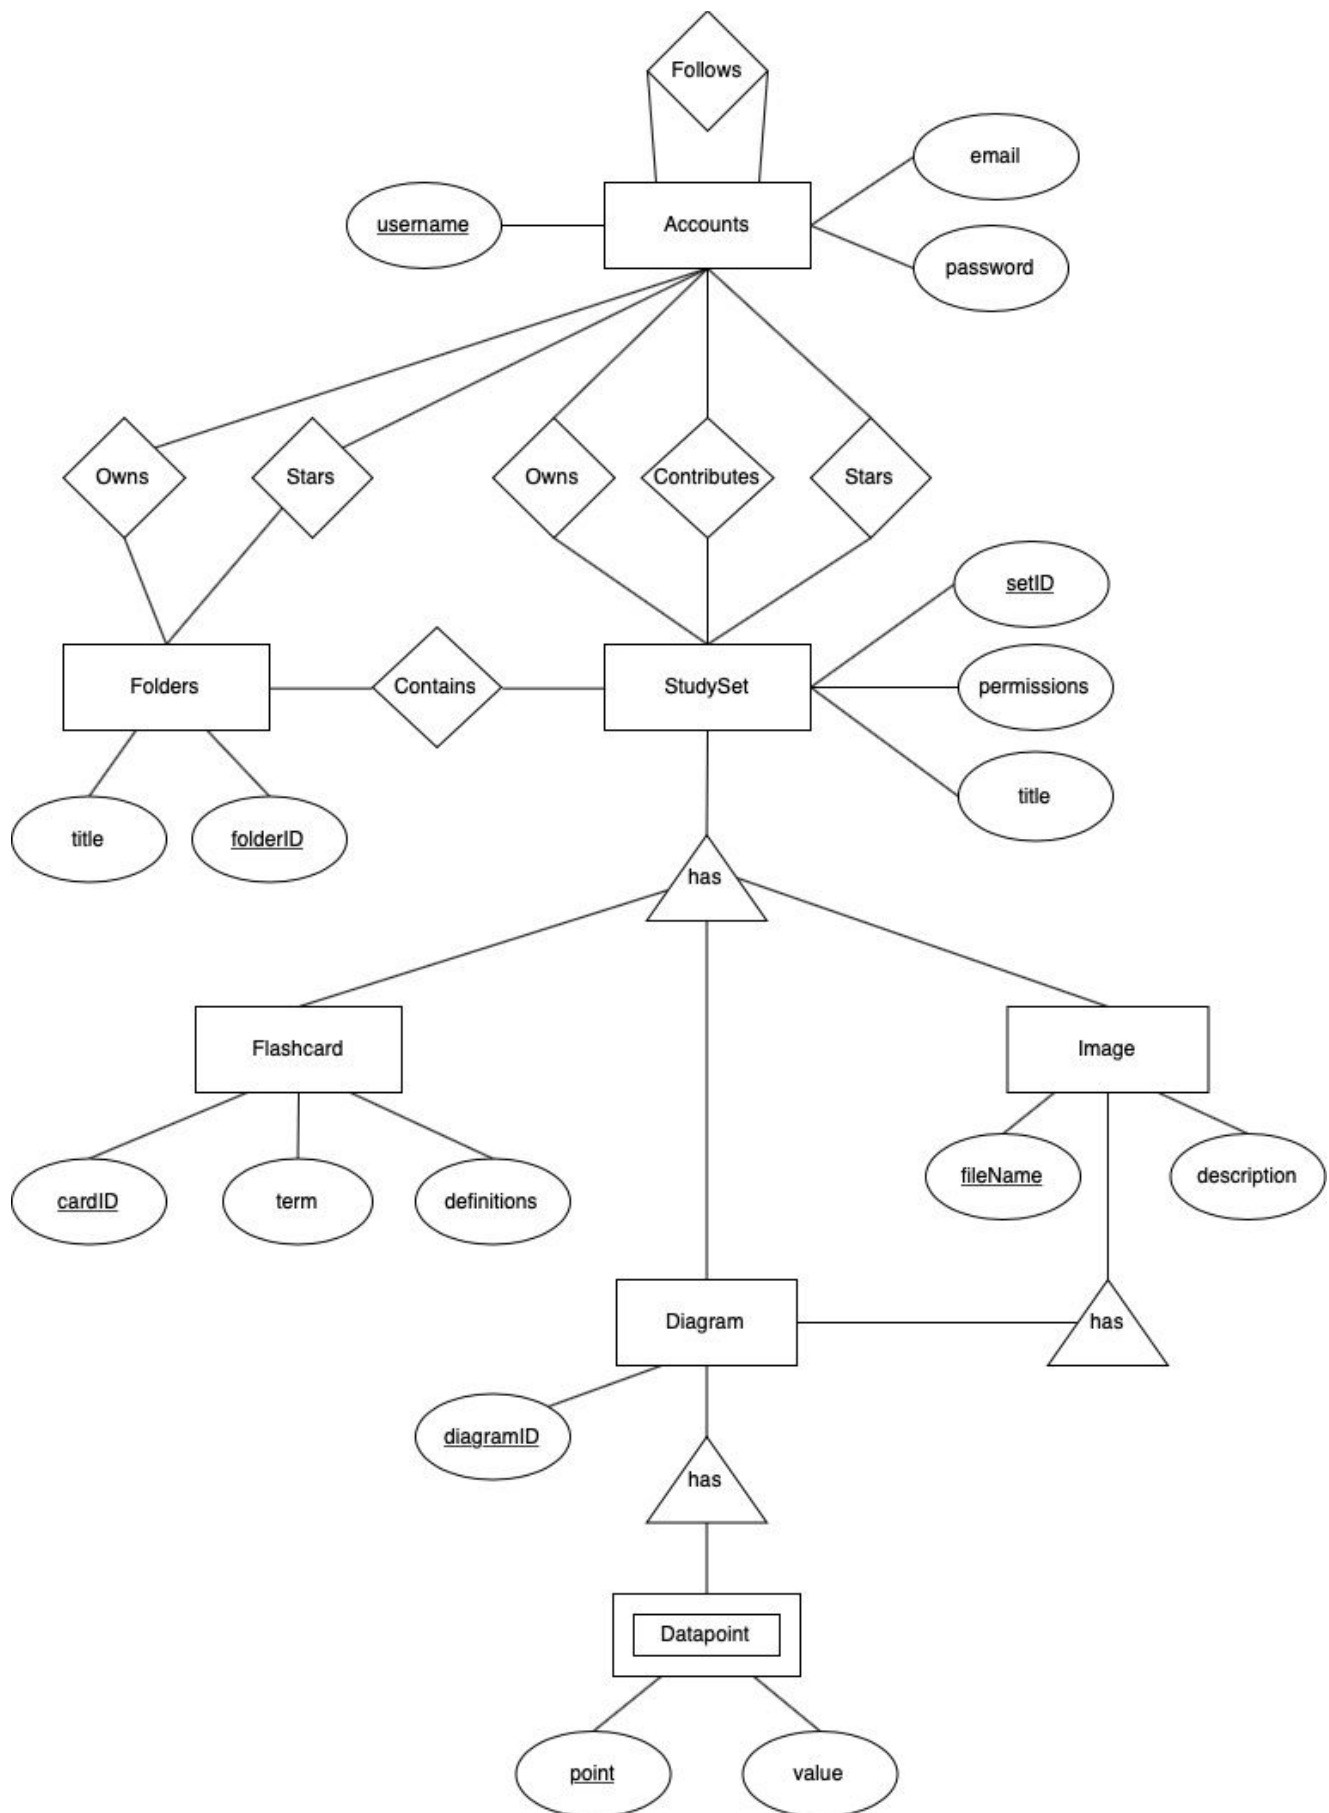 Follows
email
username
Accounts
password
Owns
Stars
Owns
Contributes
Stars
setID
Folders
Contains
StudySet
permissions
title
title
folderID
has
Flashcard
Image
cardID
term
definitions
fileName
description
Diagram
has
diagramID
has
Datapoint
point
value